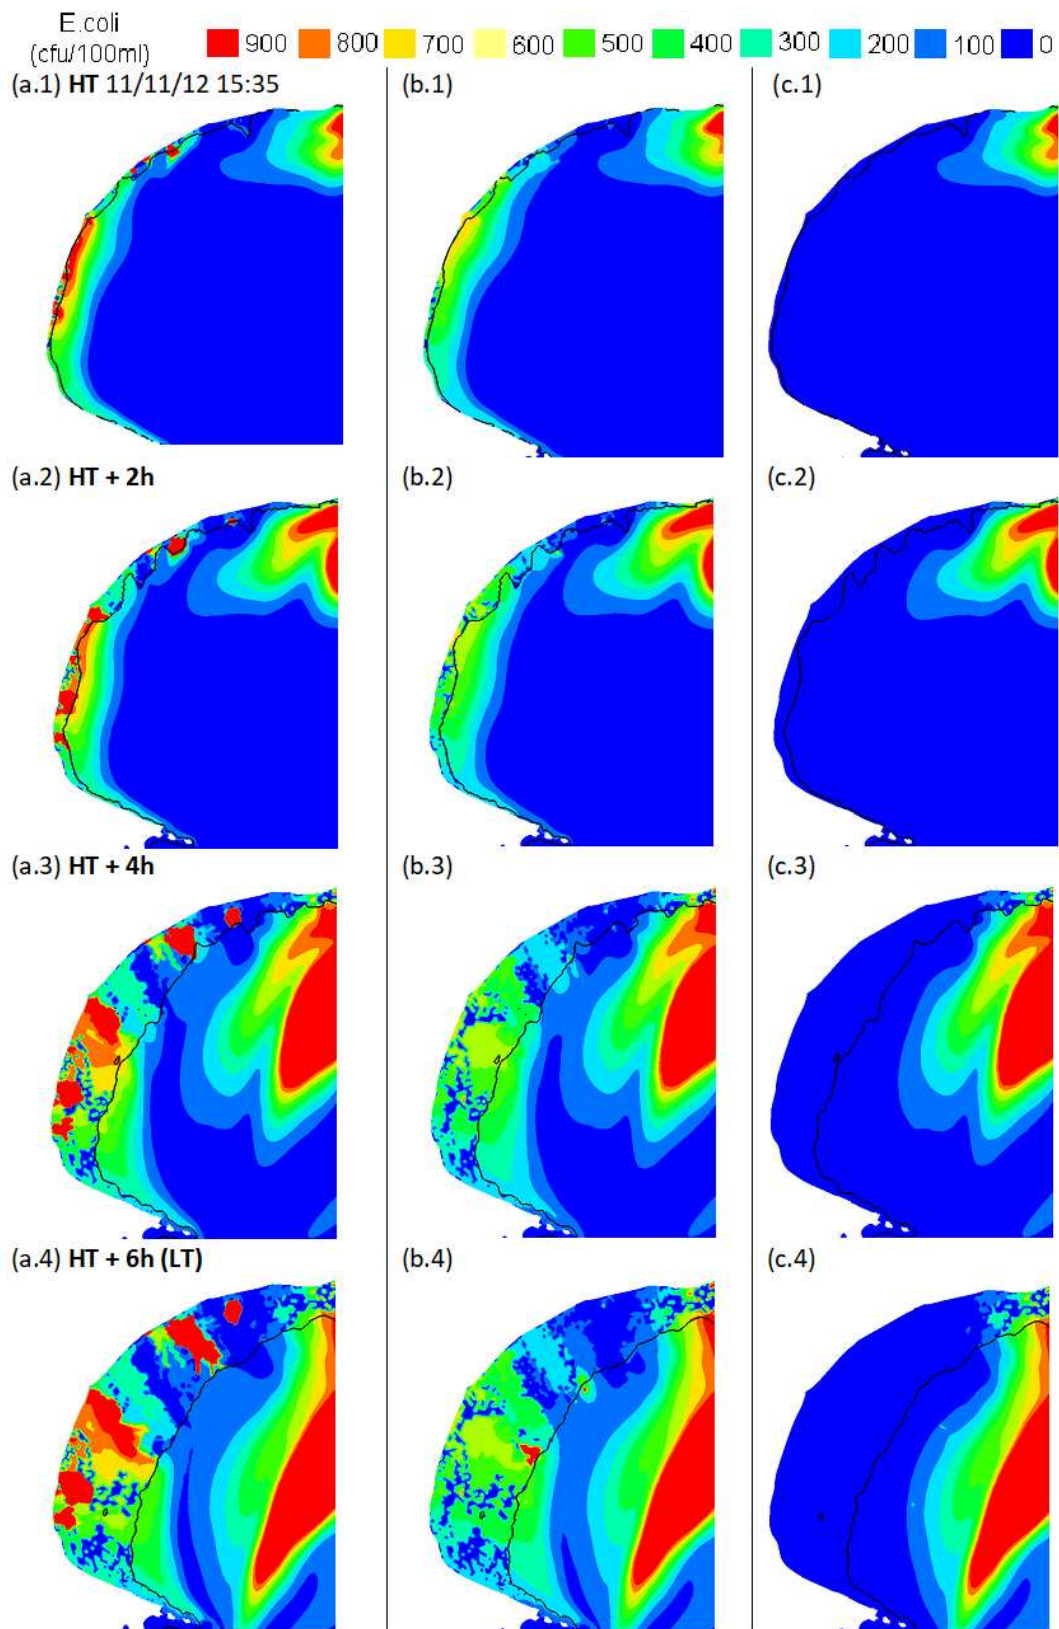 E.coli
(cfu/100ml) 900 800 700 600 500 400 300 200 100 0
(a.1) HT 11/11/12 15:35 (b.1) (c.1)
(a.2) HT + 2h (b.2) (c.2)
(a.3) HT + 4h (b.3) (c.3)
(a.4) HT + 6h (LT) (b.4) (c.4)